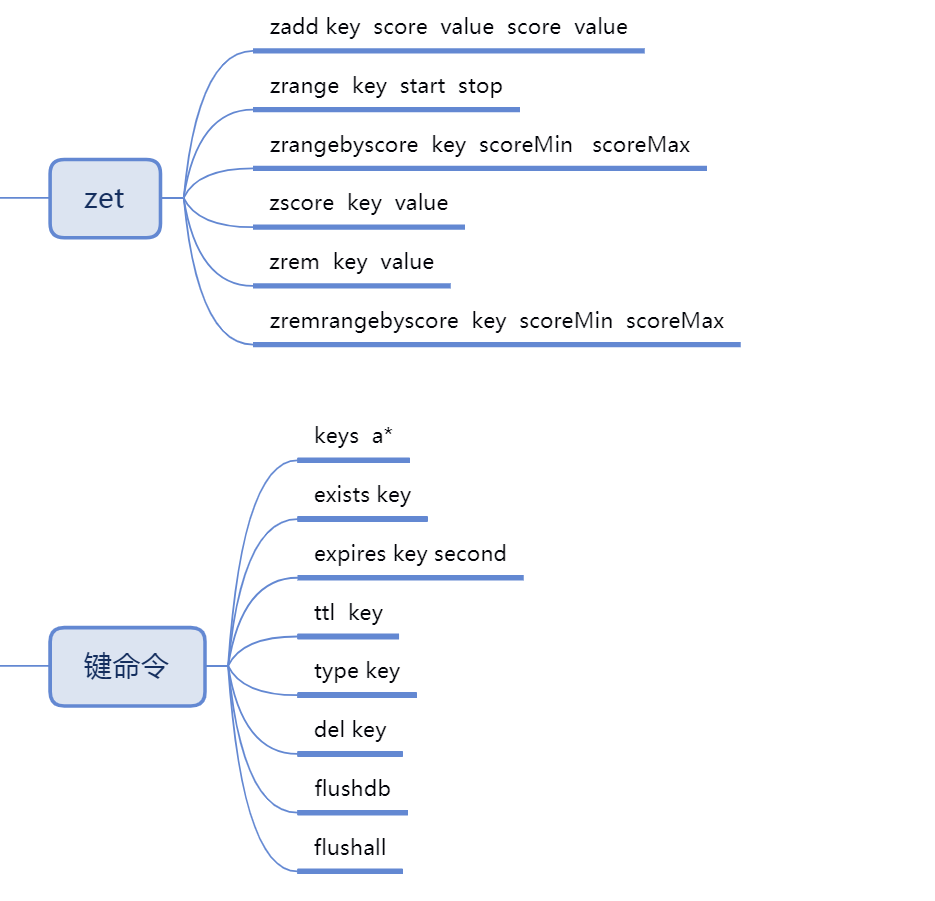 zet
zadd key score value score value
zrange key start stop
zrangebyscore key scoreMin scoreMax
zscore key value
zrem key value
zremrangebyscore key scoreMin scoreMax
键命令
keys a*
exists key
expires key second
ttl key
type key
del key
flushdb
flushall